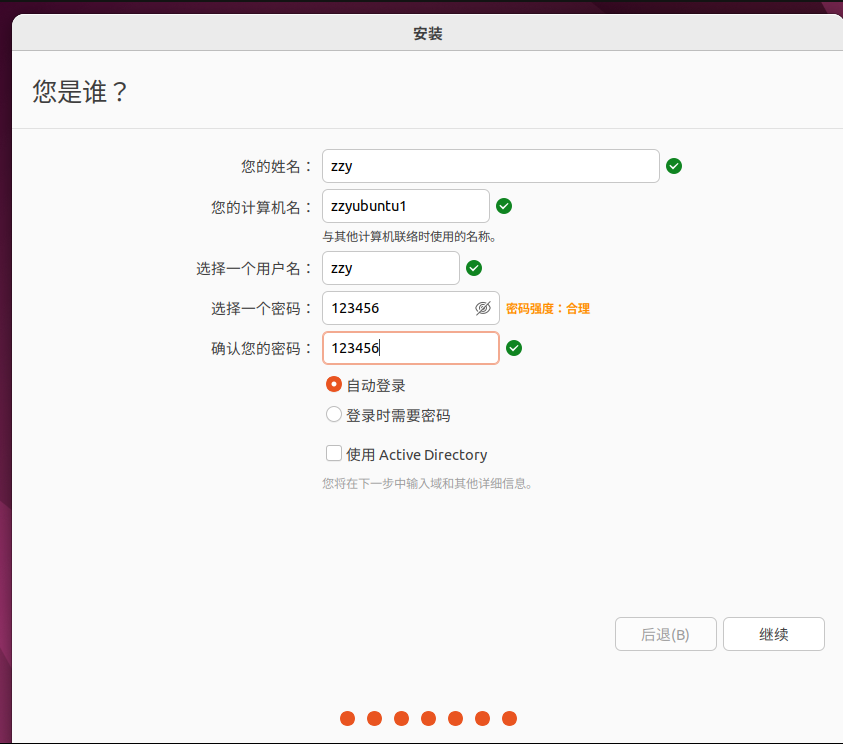 安装
您是谁？
您的姓名： zzy
您的计算机名： zzyubuntu1
与其他计算机联络时使用的名称。
选择一个用户名： zzy
选择一个密码： 123456 密码强度：合理
确认您的密码： 123456
自动登录
登录时需要密码
使用 Active Directory
您将在下一步中输入域和其他详细信息。
后退(B) 继续